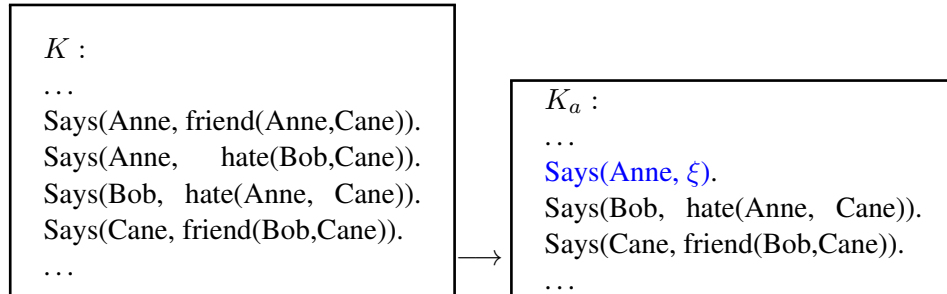 K :
. . .
Says(Anne, friend(Anne,Cane)).
Says(Anne, hate(Bob,Cane)).
Says(Bob, hate(Anne, Cane)).
Says(Cane, friend(Bob,Cane)).
. . .
→
Kₐ :
. . .
Says(Anne, ξ).
Says(Bob, hate(Anne, Cane)).
Says(Cane, friend(Bob,Cane)).
. . .